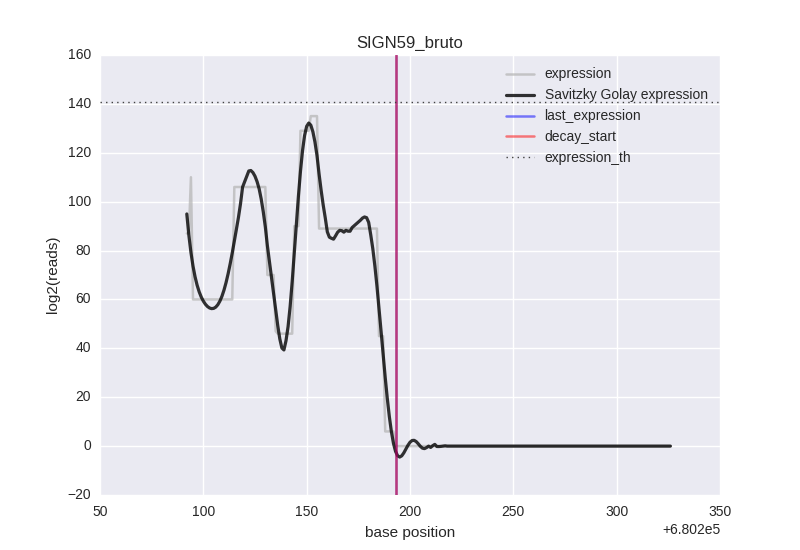 SIGN59_bruto
160
140
120
100
80
60
40
20
0
−20
log2(reads)
expression
Savitzky Golay expression
last_expression
decay_start
expression_th
50 100 150 200 250 300 350
+6.802e5
base position